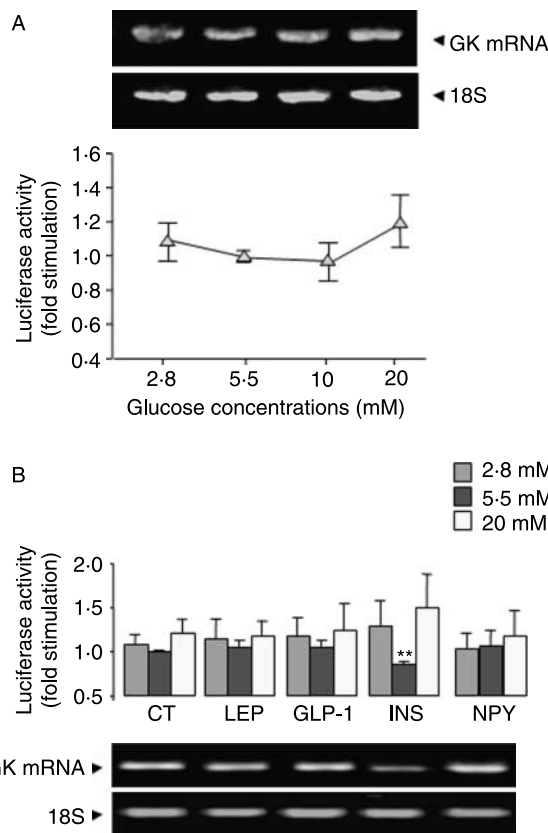 A
GK mRNA
18S
Luciferase activity
(fold stimulation)
1·6
1·4
1·2
1·0
0·8
0·6
0·4
2·8 5·5 10 20
Glucose concentrations (mM)
B
2·8 mM
5·5 mM
20 mM
Luciferase activity
(fold stimulation)
2·0
1·5
1·0
0·5
**
CT LEP GLP-1 INS NPY
GK mRNA
18S